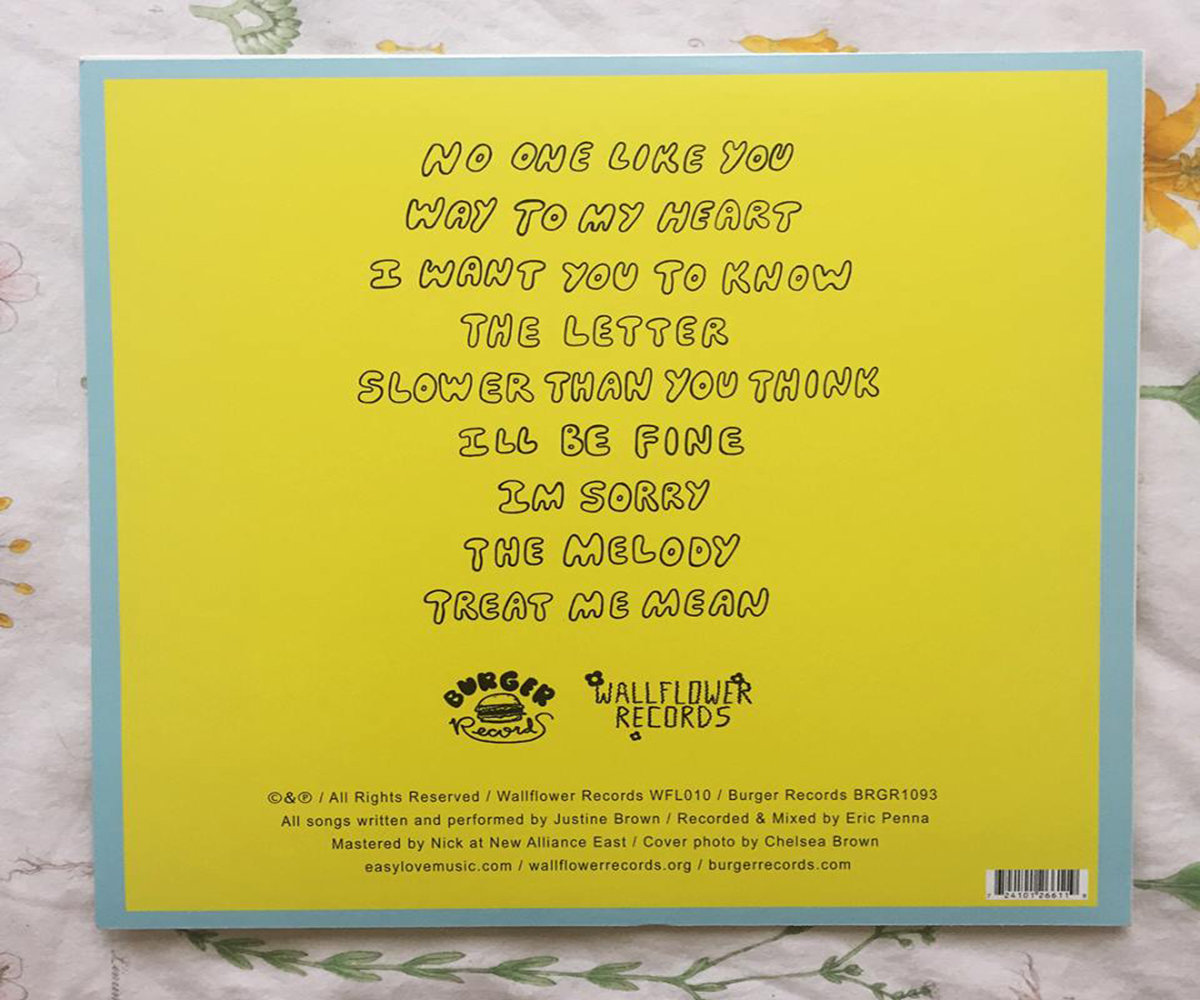 NO ONE LIKE YOU
WAY TO MY HEART
I WANT YOU TO KNOW
THE LETTER
SLOWER THAN YOU THINK
ILL BE FINE
IM SORRY
THE MELODY
TREAT ME MEAN
BURGER
Records
WALLFLOWER
RECORDS
©&℗ / All Rights Reserved / Wallflower Records WFL010 / Burger Records BRGR1093
All songs written and performed by Justine Brown / Recorded & Mixed by Eric Penna
Mastered by Nick at New Alliance East / Cover photo by Chelsea Brown
easylovemusic.com / wallflowerrecords.org / burgerrecords.com
7 24101 26611